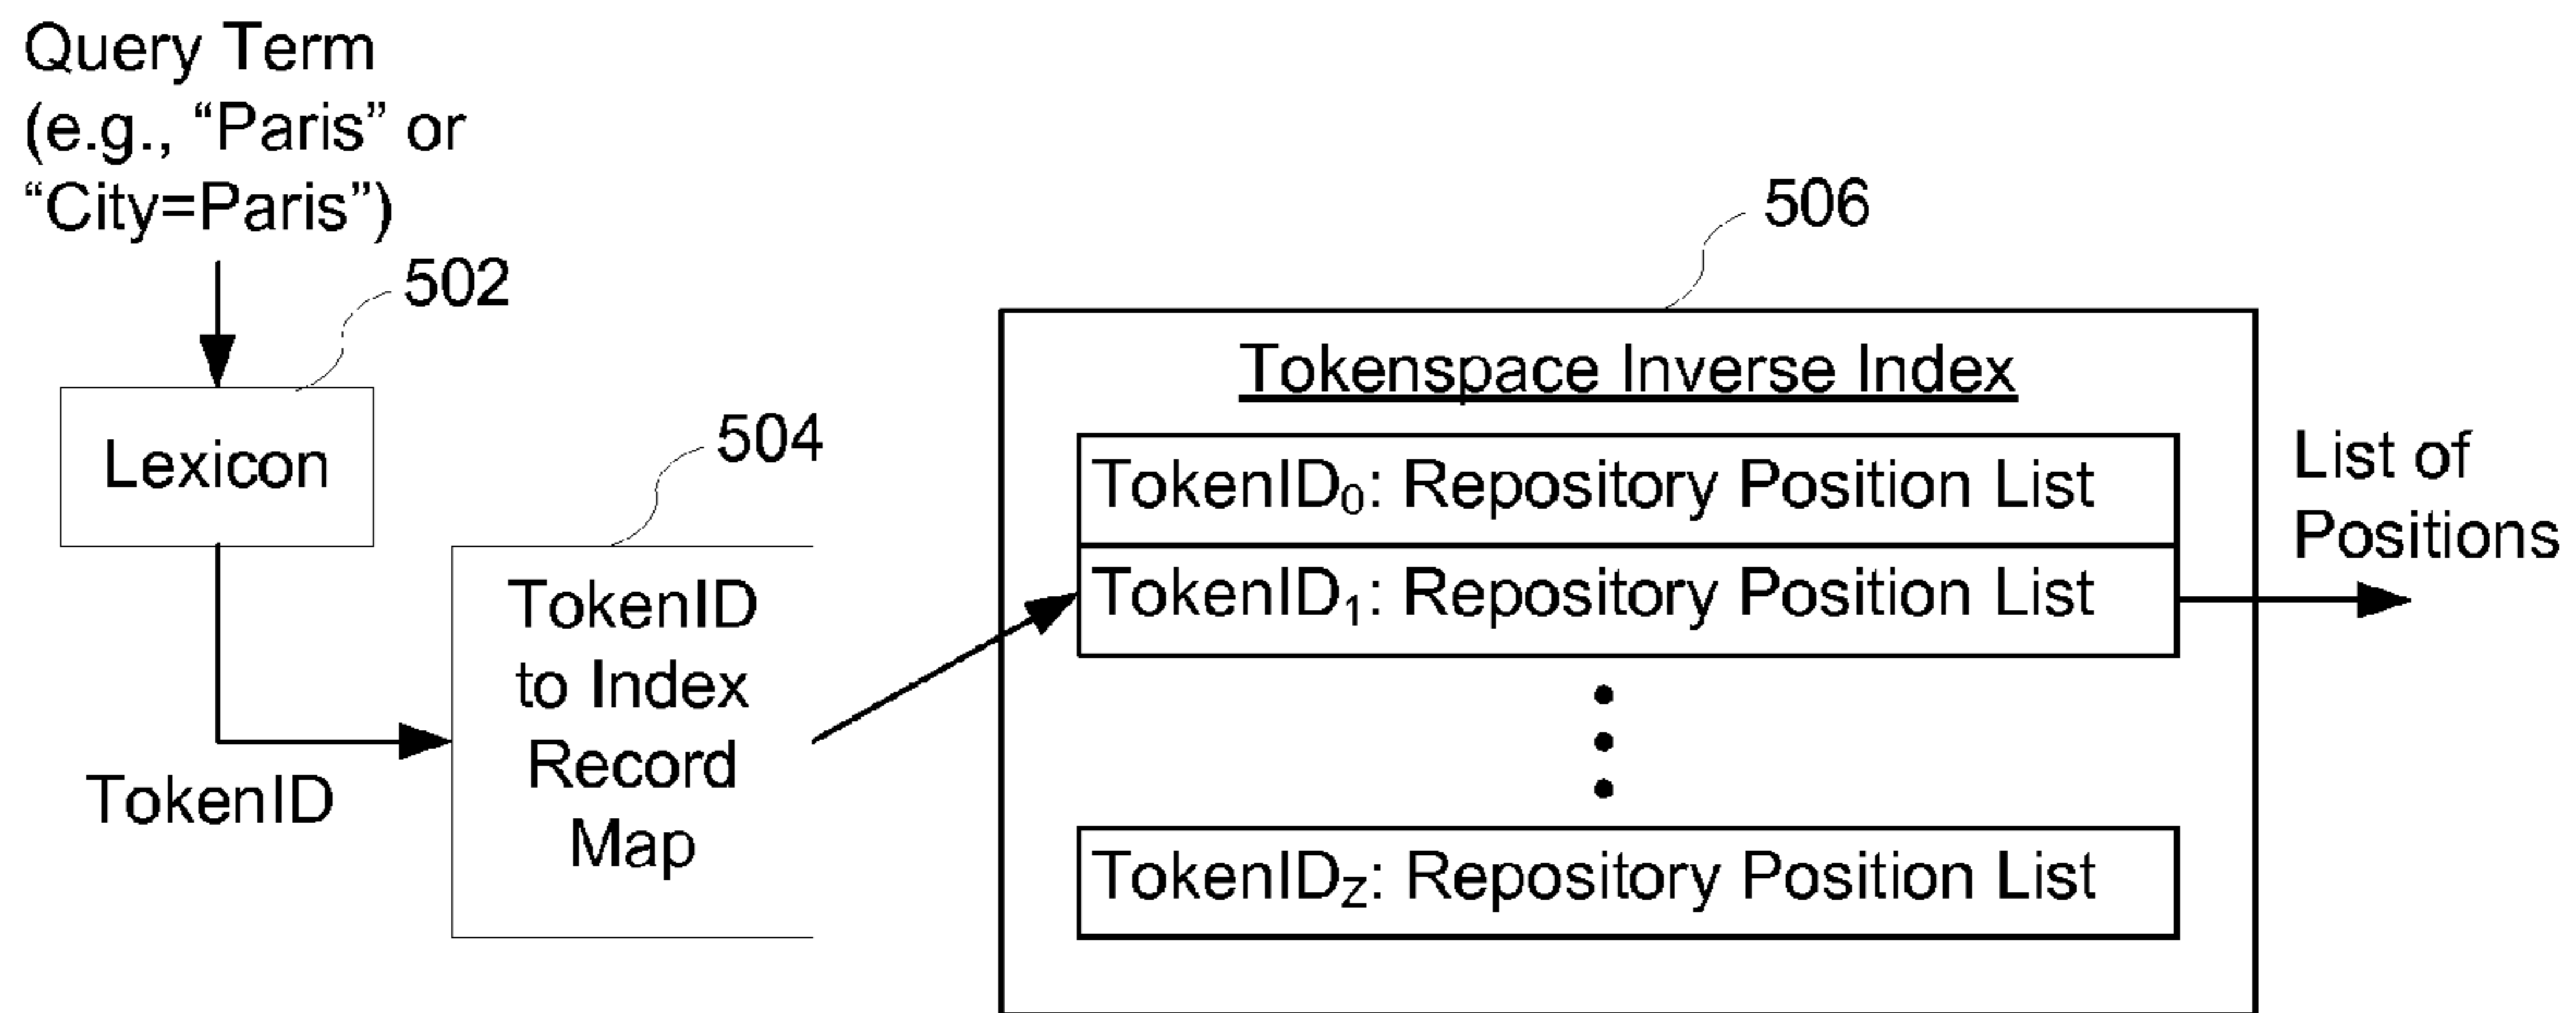 Query Term
(e.g., “Paris” or
“City=Paris”)
502
Lexicon
504
TokenID
to Index
Record
Map
TokenID
506
Tokenspace Inverse Index
TokenID₀: Repository Position List
TokenID₁: Repository Position List
TokenID_Z: Repository Position List
List of
Positions